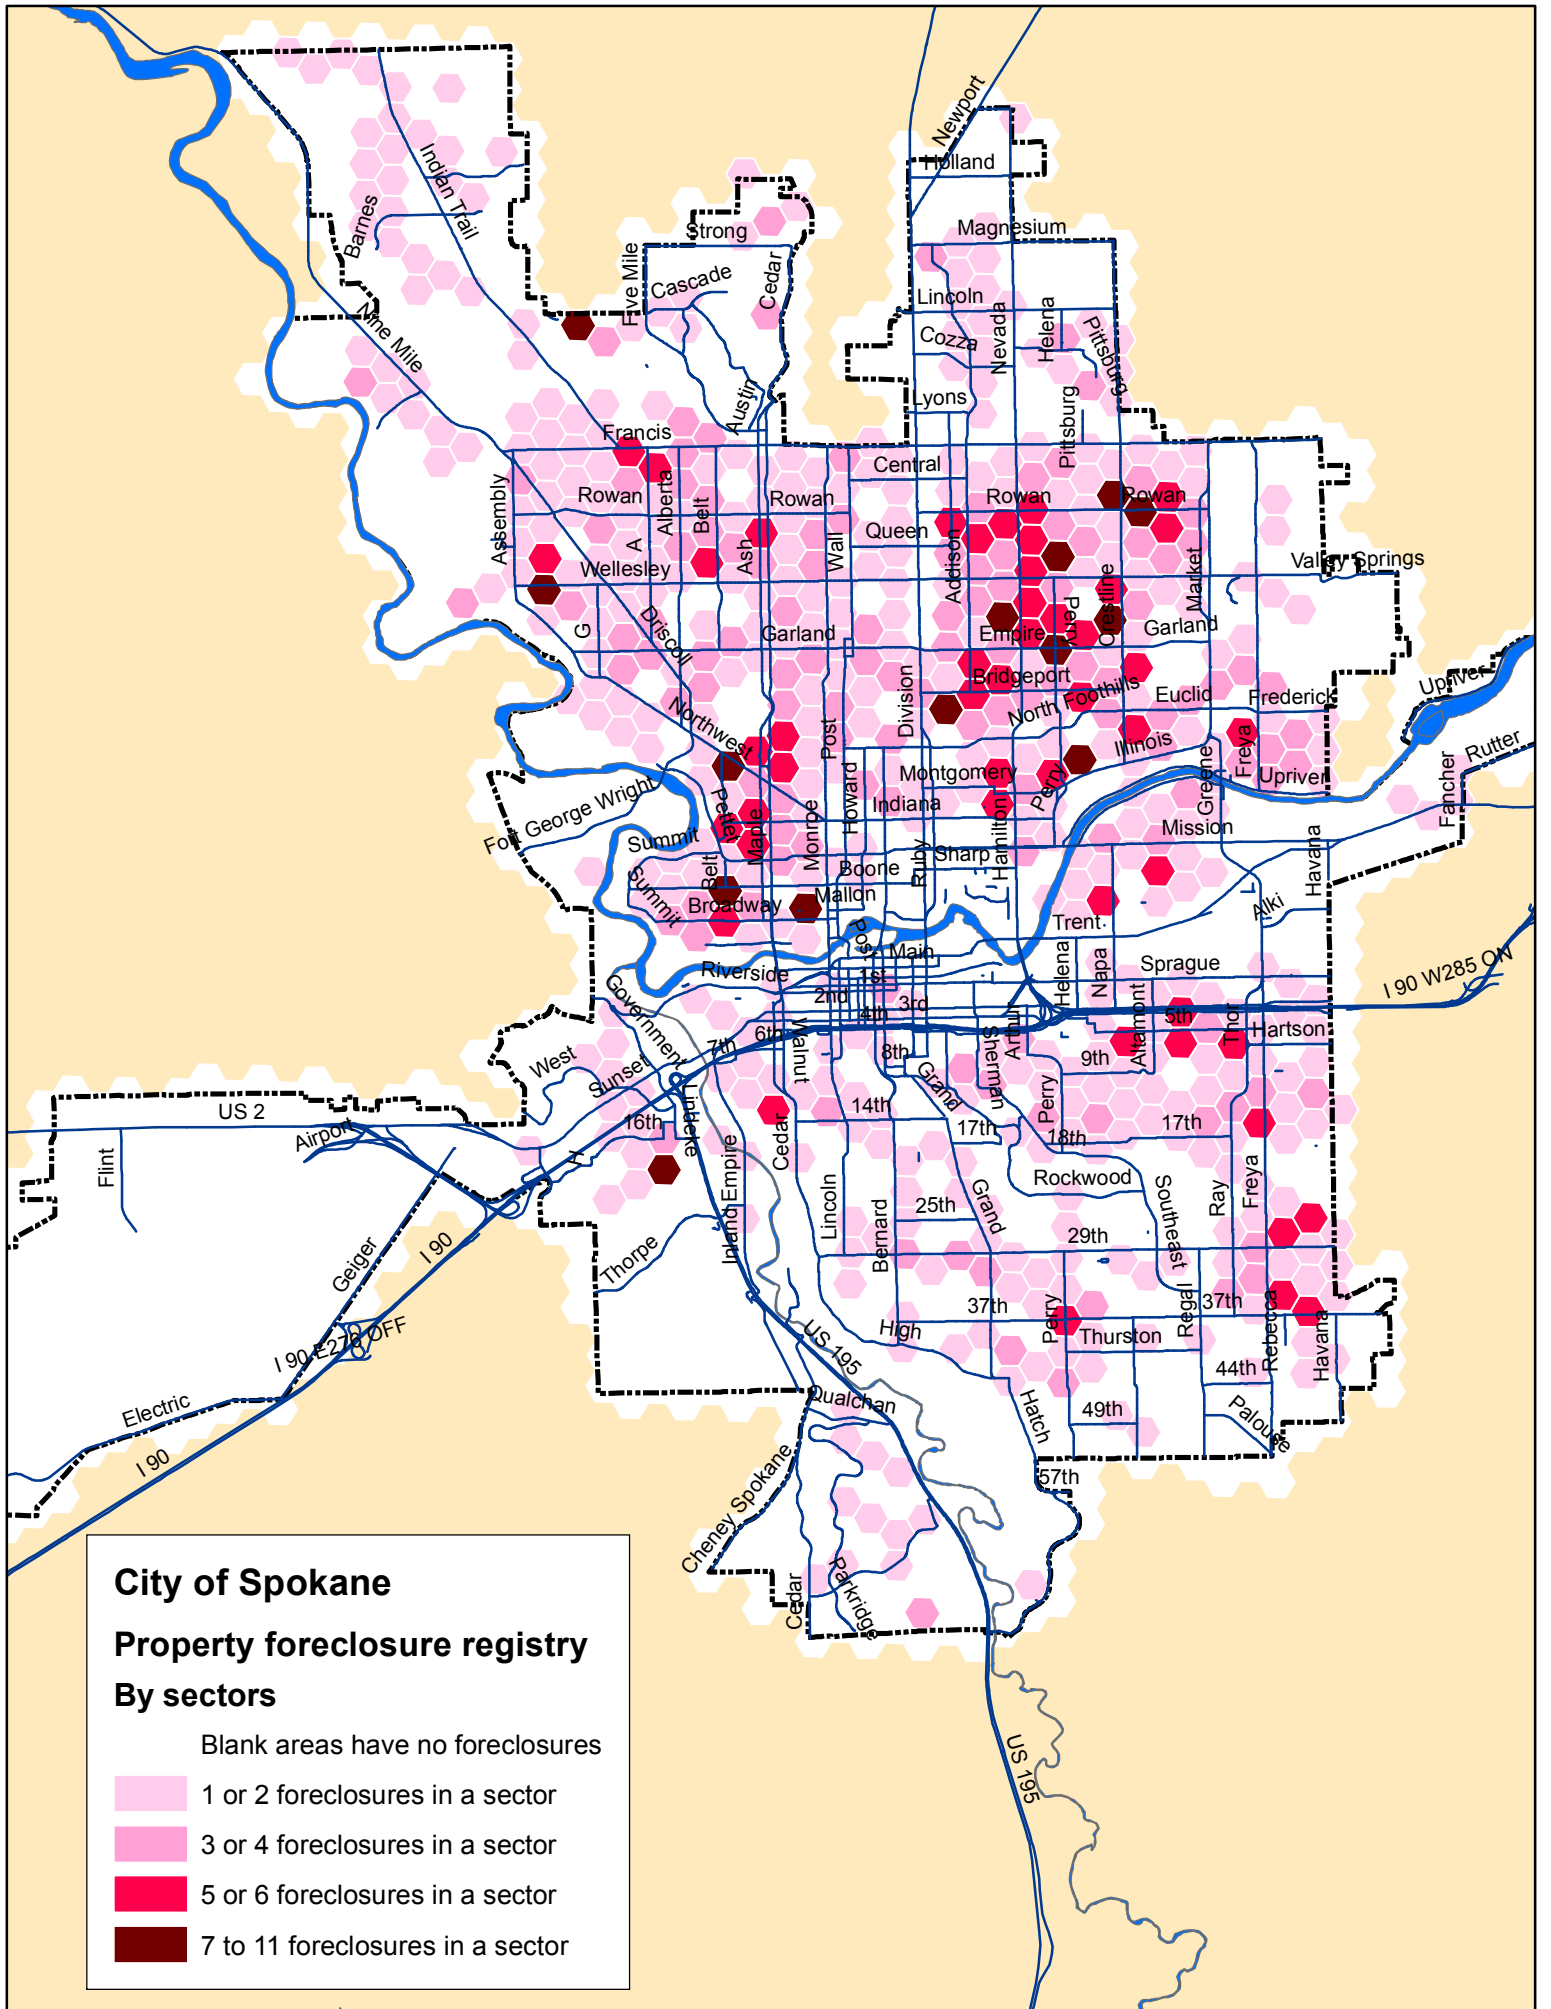 Newport
Holland
Indian Trail
Barnes
Strong
Magnesium
Five Mile
Cascade
Cedar
Lincoln
Nine Mile
Cozza
Nevada
Helena
Pittsburg
Austin
Lyons
Francis
Pittsburg
Central
Assembly
Rowan
Alberta
Belt
Rowan
Rowan
Rowan
A
Ash
Wall
Queen
Addison
Market
Wellesley
Valley Springs
G
Driscoll
Garland
Empire
Perry
Crestline
Garland
Bridgeport
Northwest
Post
Division
North Foothills
Euclid
Frederick
Upriver
Illinois
Freya
Rutter
Fort George Wright
Pettet
Maple
Monroe
Howard
Montgomery
Indiana
Perry
Greene
Upriver
Fancher
Summit
Belt
Boone
Ruby
Sharp
Hamilton
Mission
Havana
Summit
Broadway
Mallon
Alki
Post
Main
Trent
Riverside
1st
Helena
Napa
Sprague
I 90 W285 ON
Government
2nd
3rd
4th
5th
6th
Walnut
Arthur
Altamont
Thor
Hartson
West
Sunset
7th
8th
Sherman
9th
US 2
Airport
16th
Lindeke
Grand
14th
Perry
17th
17th
18th
Flint
H
Inland Empire
Cedar
Rockwood
Lincoln
Bernard
25th
Grand
Southeast
Ray
Freya
Geiger
I 90
Thorpe
29th
37th
Perry
Regal
37th
Rebecca
Havana
I 90 E276 OFF
US 195
High
Thurston
44th
Electric
Qualchan
Hatch
49th
Palouse
I 90
Cheney Spokane
57th
Cedar
Parkridge
US 195
City of Spokane
Property foreclosure registry
By sectors
Blank areas have no foreclosures
1 or 2 foreclosures in a sector
3 or 4 foreclosures in a sector
5 or 6 foreclosures in a sector
7 to 11 foreclosures in a sector